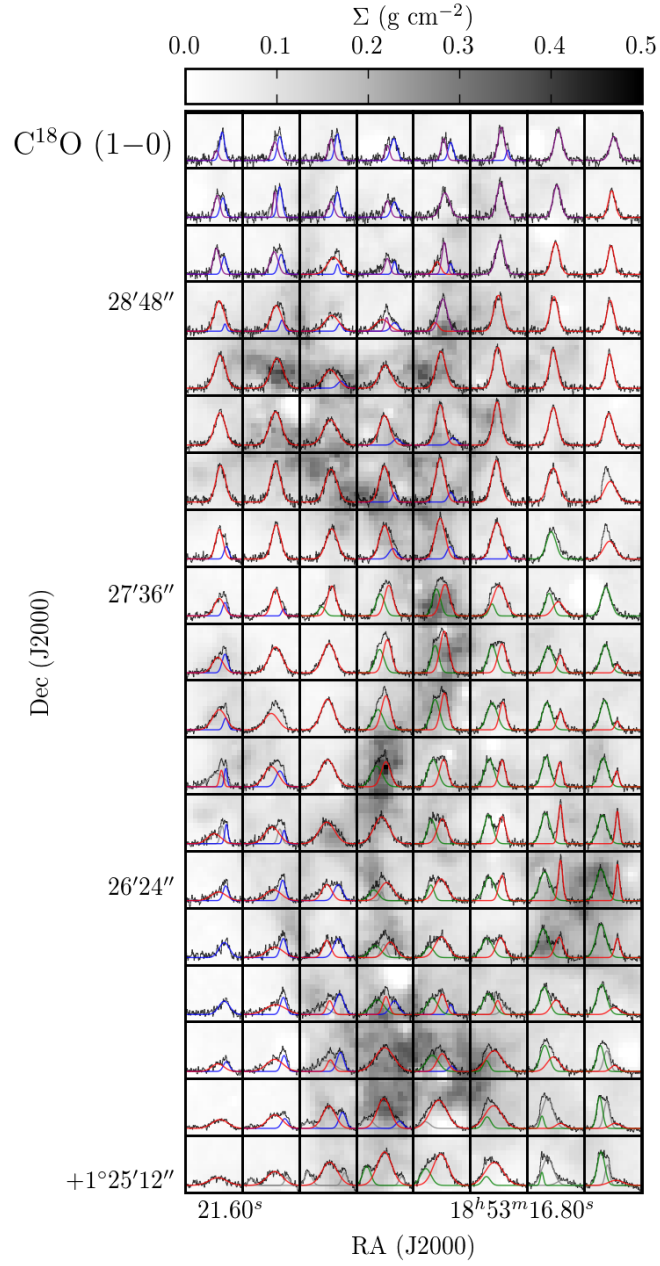 Σ (g cm−2)
0.0 0.1 0.2 0.3 0.4 0.5
C18O (1−0)
28′48′′
27′36′′
Dec (J2000)
26′24′′
+1°25′12′′
21.60s 18h53m16.80s
RA (J2000)